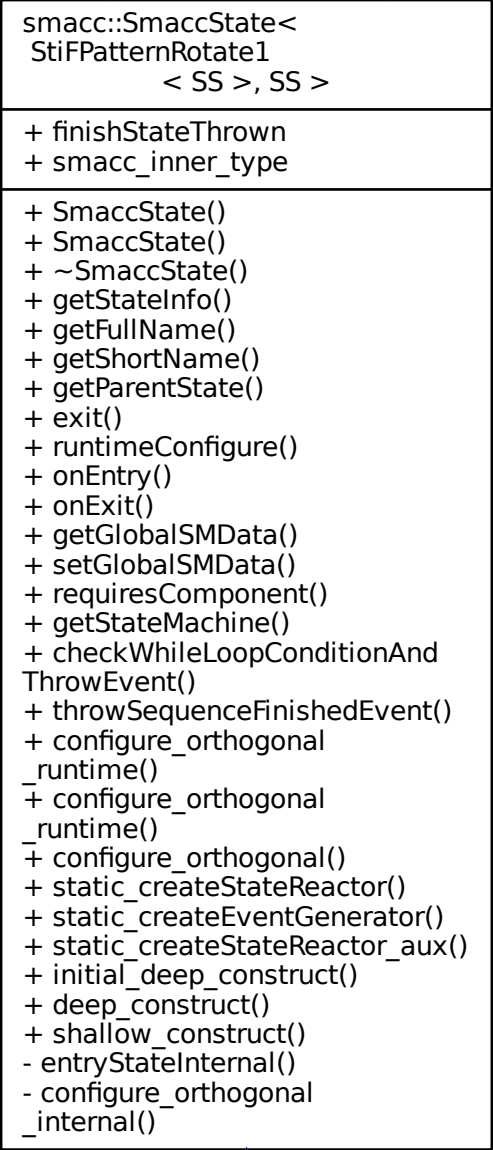 smacc::SmaccState<
StiFPatternRotate1
< SS >, SS >
+ finishStateThrown
+ smacc_inner_type
+ SmaccState()
+ SmaccState()
+ ~SmaccState()
+ getStateInfo()
+ getFullName()
+ getShortName()
+ getParentState()
+ exit()
+ runtimeConfigure()
+ onEntry()
+ onExit()
+ getGlobalSMData()
+ setGlobalSMData()
+ requiresComponent()
+ getStateMachine()
+ checkWhileLoopConditionAnd
ThrowEvent()
+ throwSequenceFinishedEvent()
+ configure_orthogonal
_runtime()
+ configure_orthogonal
_runtime()
+ configure_orthogonal()
+ static_createStateReactor()
+ static_createEventGenerator()
+ static_createStateReactor_aux()
+ initial_deep_construct()
+ deep_construct()
+ shallow_construct()
- entryStateInternal()
- configure_orthogonal
_internal()